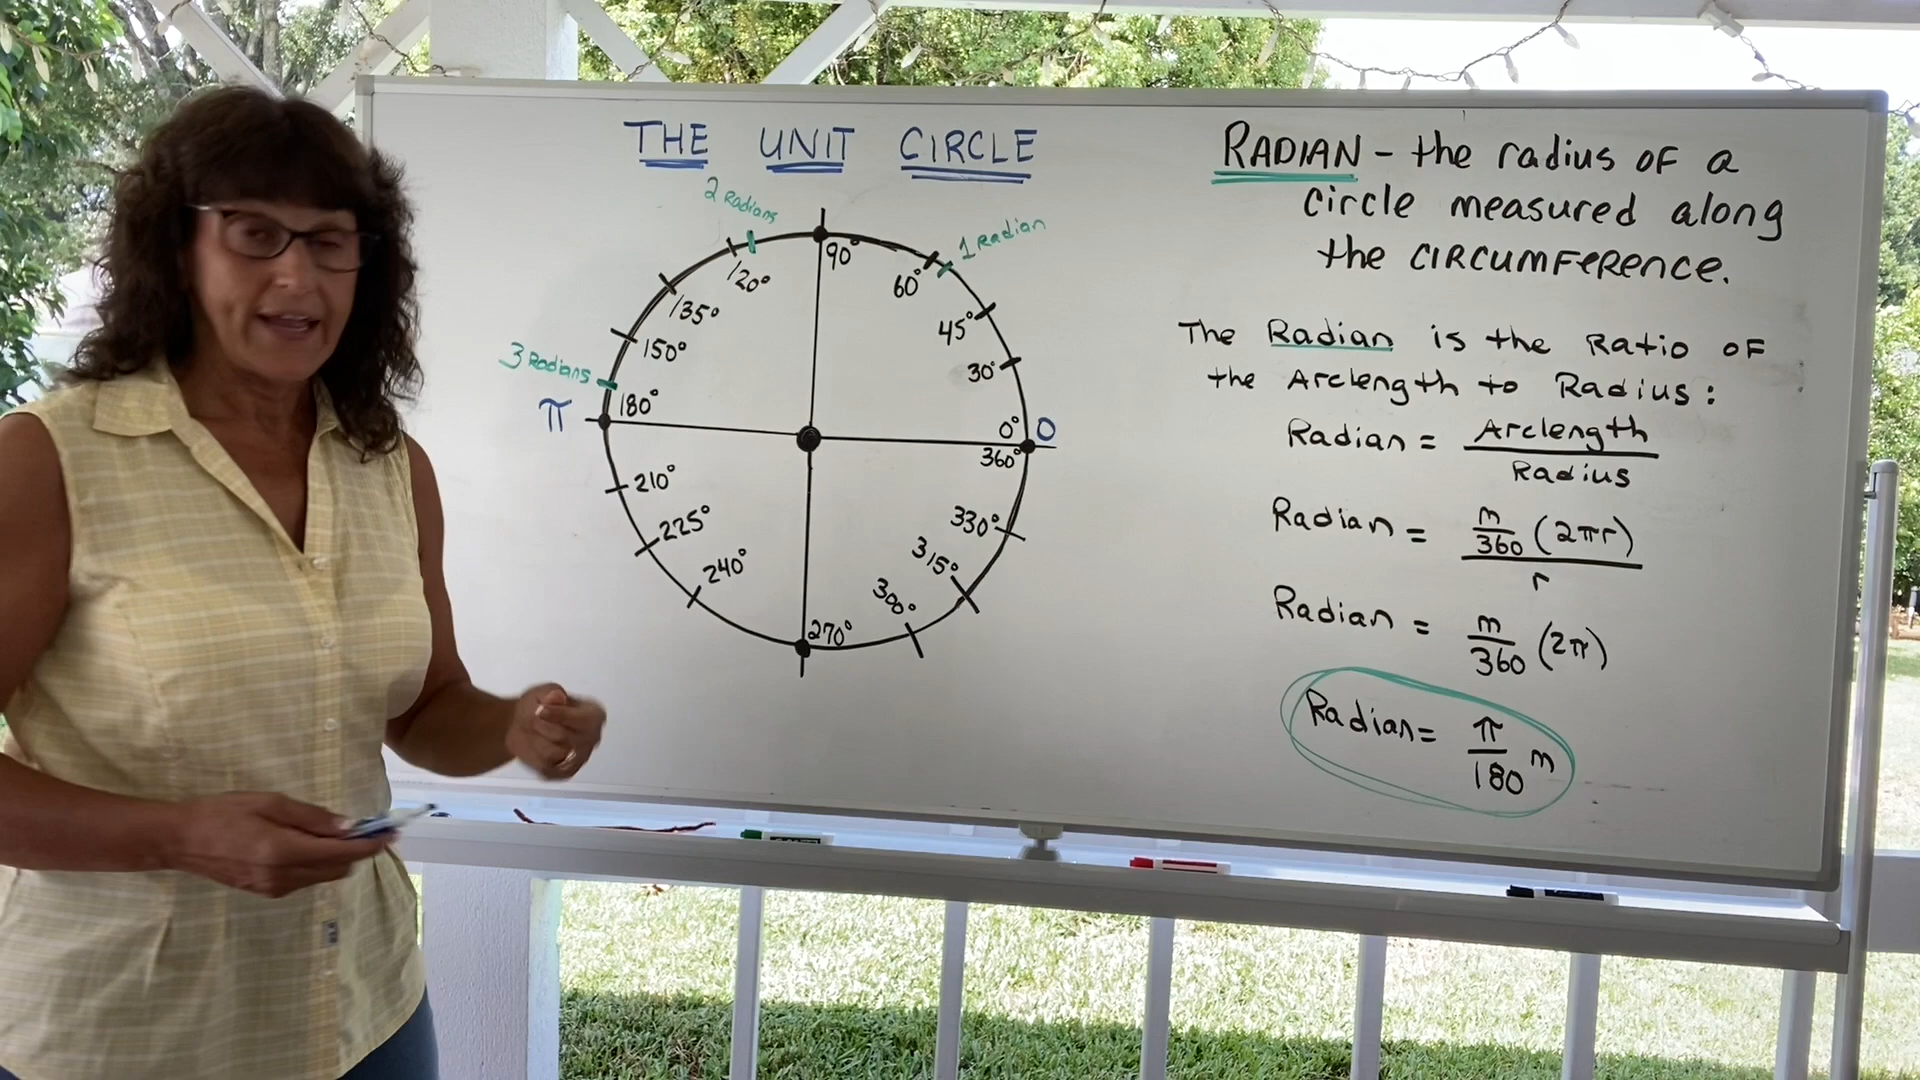 THE UNIT CIRCLE
2 Radians
1 Radian
90°
120°
60°
135°
45°
150°
30°
3 Radians
π
180°
0°
0
360°
210°
330°
225°
315°
240°
300°
270°
RADIAN - the radius OF a
circle measured along
the CIRCUMFERENCE.
The Radian is the Ratio OF
the Arclength to Radius:
Radian = Arclength / Radius
Radian = m/360 (2πr) / r
Radian = m/360 (2π)
Radian = π/180 m